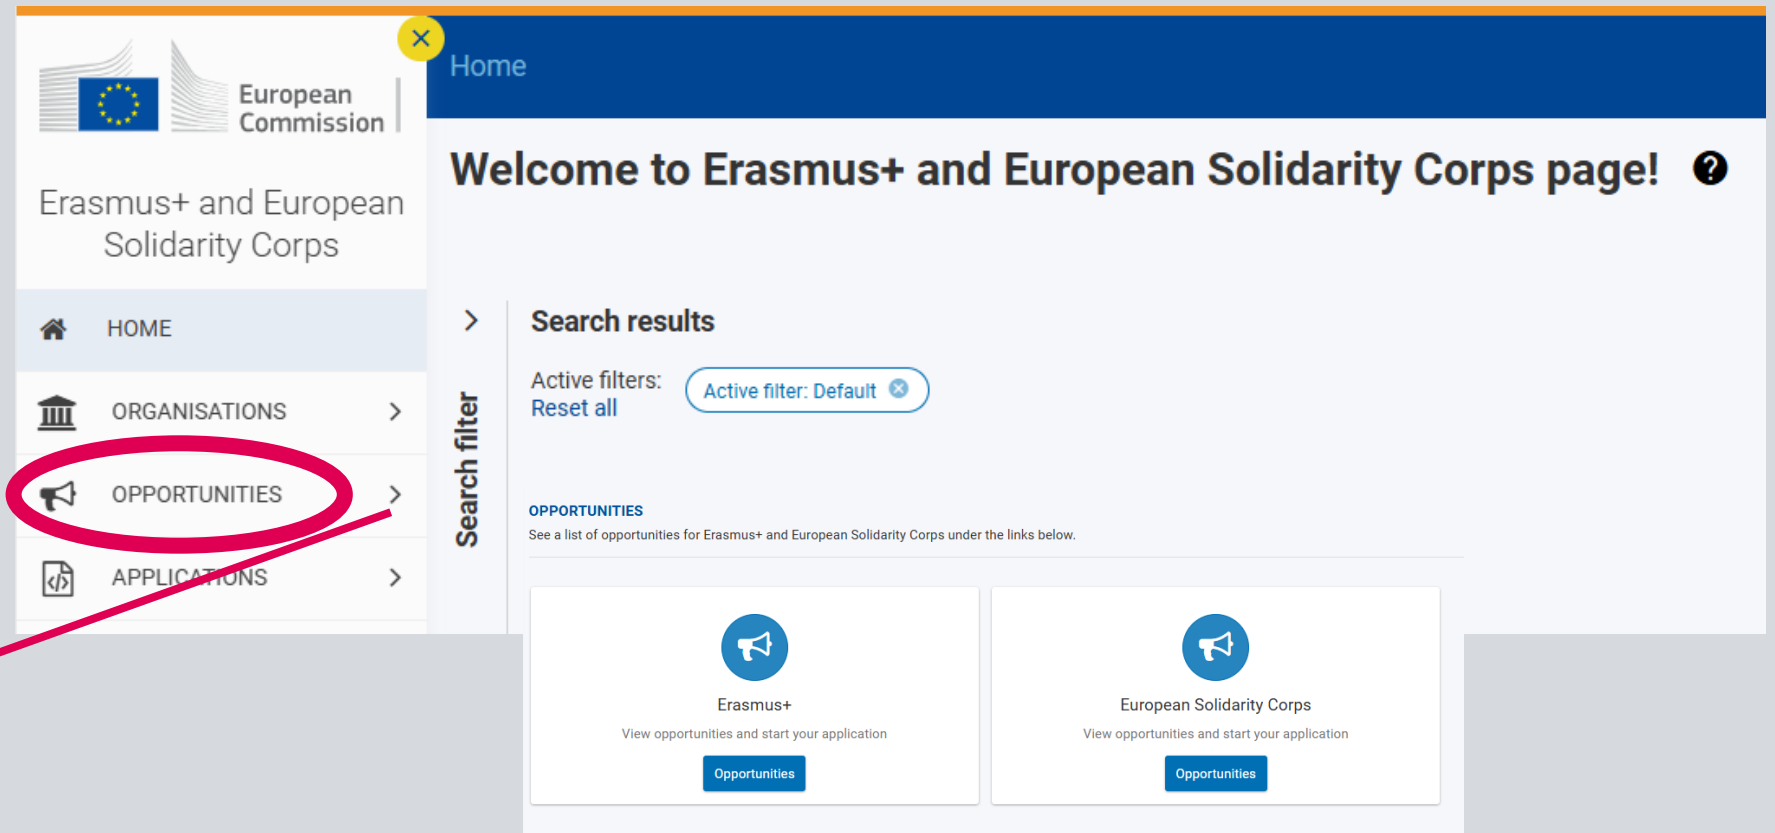 European
Commission
Erasmus+ and European
Solidarity Corps
HOME
ORGANISATIONS
OPPORTUNITIES
APPLICATIONS
Home
Welcome to Erasmus+ and European Solidarity Corps page!
Search filter
Search results
Active filters:
Reset all
Active filter: Default
OPPORTUNITIES
See a list of opportunities for Erasmus+ and European Solidarity Corps under the links below.
Erasmus+
View opportunities and start your application
Opportunities
European Solidarity Corps
View opportunities and start your application
Opportunities